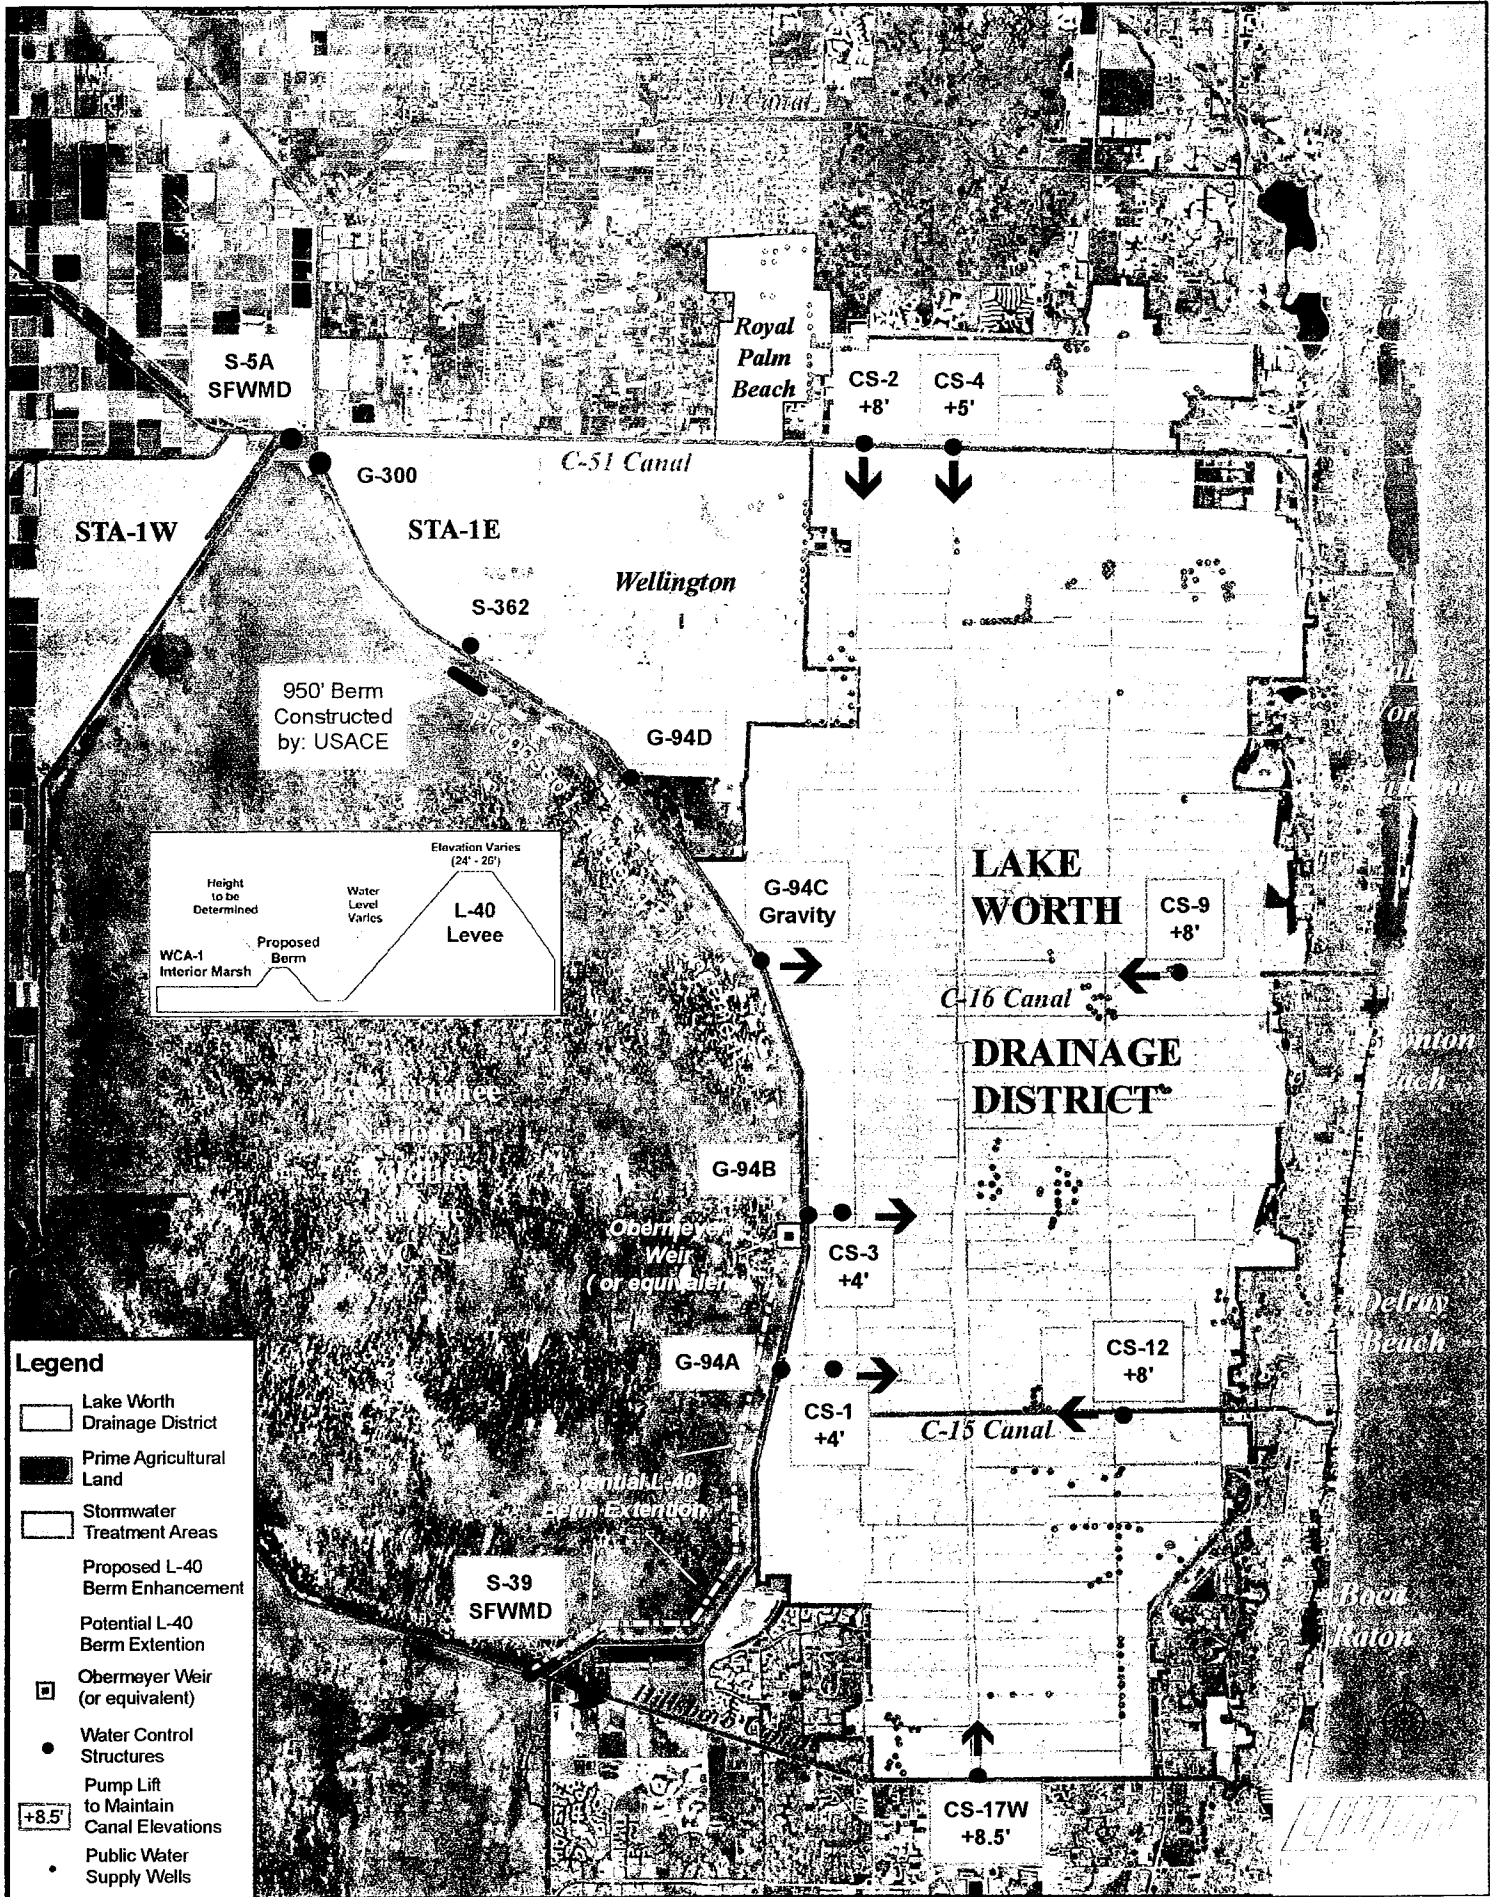 M Canal
Royal
Palm
Beach
S-5A
SFWMD
CS-2
+8'
CS-4
+5'
C-51 Canal
G-300
STA-1W
STA-1E
Wellington
S-362
950' Berm
Constructed
by: USACE
G-94D
Elevation Varies
(24' - 26')
Height
to be
Determined
Water
Level
Varies
L-40
Levee
WCA-1
Interior Marsh
Proposed
Berm
G-94C
Gravity
LAKE
WORTH
CS-9
+8'
C-16 Canal
DRAINAGE
DISTRICT
Loxahatchee
National
Wildlife
Refuge
WCA-1
G-94B
Obermeyer
Weir
( or equivalent)
CS-3
+4'
Delray
Beach
G-94A
CS-12
+8'
CS-1
+4'
C-15 Canal
Potential L-40
Berm Extention
S-39
SFWMD
Boca
Raton
Hillsboro Canal
CS-17W
+8.5'
Legend
Lake Worth
Drainage District
Prime Agricultural
Land
Stormwater
Treatment Areas
Proposed L-40
Berm Enhancement
Potential L-40
Berm Extention
Obermeyer Weir
(or equivalent)
Water Control
Structures
+8.5'
Pump Lift
to Maintain
Canal Elevations
Public Water
Supply Wells